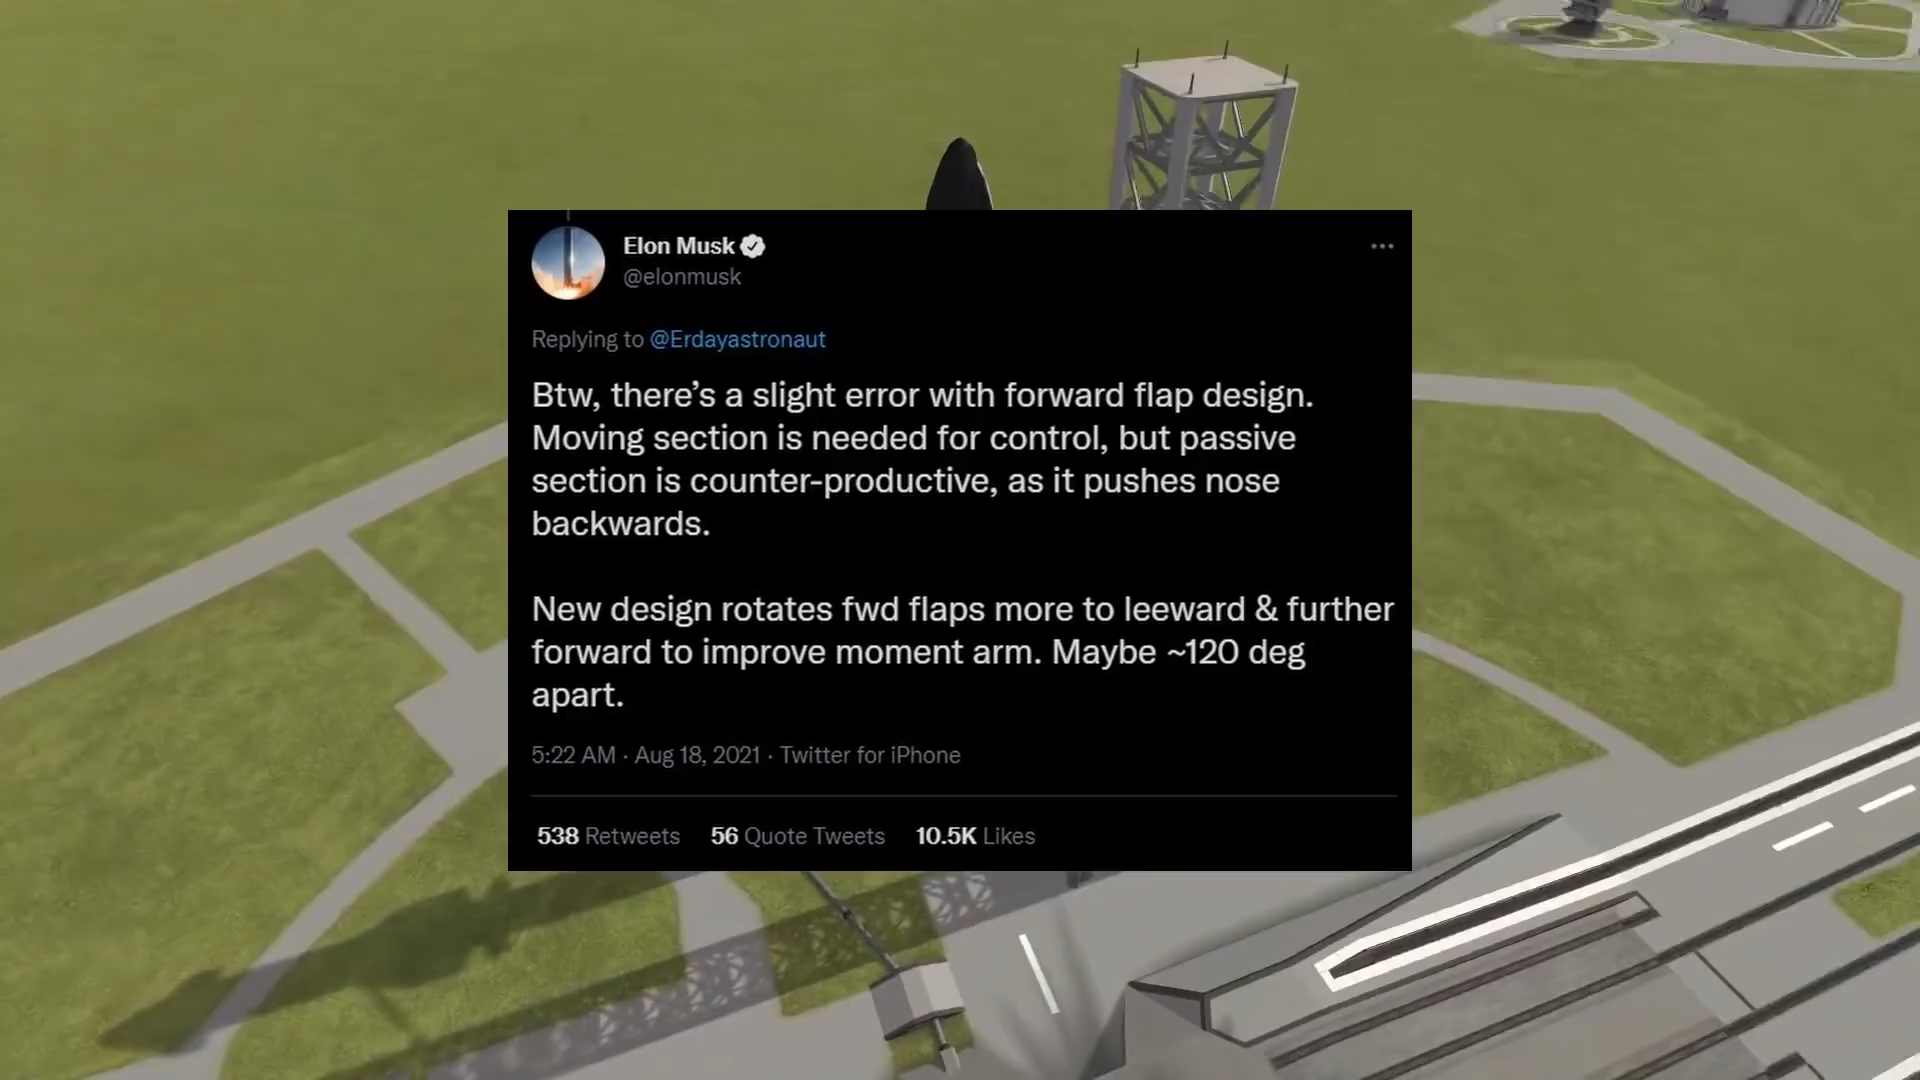 Elon Musk
@elonmusk
Replying to @Erdayastronaut
Btw, there’s a slight error with forward flap design.
Moving section is needed for control, but passive
section is counter-productive, as it pushes nose
backwards.
New design rotates fwd flaps more to leeward & further
forward to improve moment arm. Maybe ~120 deg
apart.
5:22 AM · Aug 18, 2021 · Twitter for iPhone
538 Retweets 56 Quote Tweets 10.5K Likes